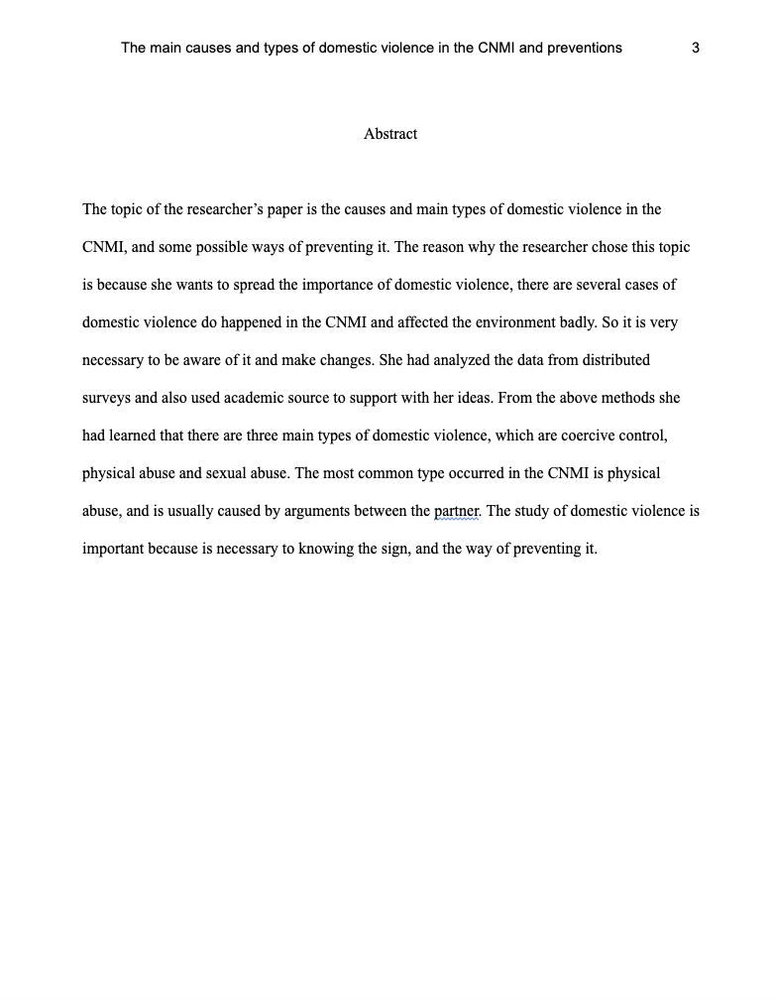 The main causes and types of domestic violence in the CNMI and preventions 3
Abstract
The topic of the researcher’s paper is the causes and main types of domestic violence in the
CNMI, and some possible ways of preventing it. The reason why the researcher chose this topic
is because she wants to spread the importance of domestic violence, there are several cases of
domestic violence do happened in the CNMI and affected the environment badly. So it is very
necessary to be aware of it and make changes. She had analyzed the data from distributed
surveys and also used academic source to support with her ideas. From the above methods she
had learned that there are three main types of domestic violence, which are coercive control,
physical abuse and sexual abuse. The most common type occurred in the CNMI is physical
abuse, and is usually caused by arguments between the partner. The study of domestic violence is
important because is necessary to knowing the sign, and the way of preventing it.